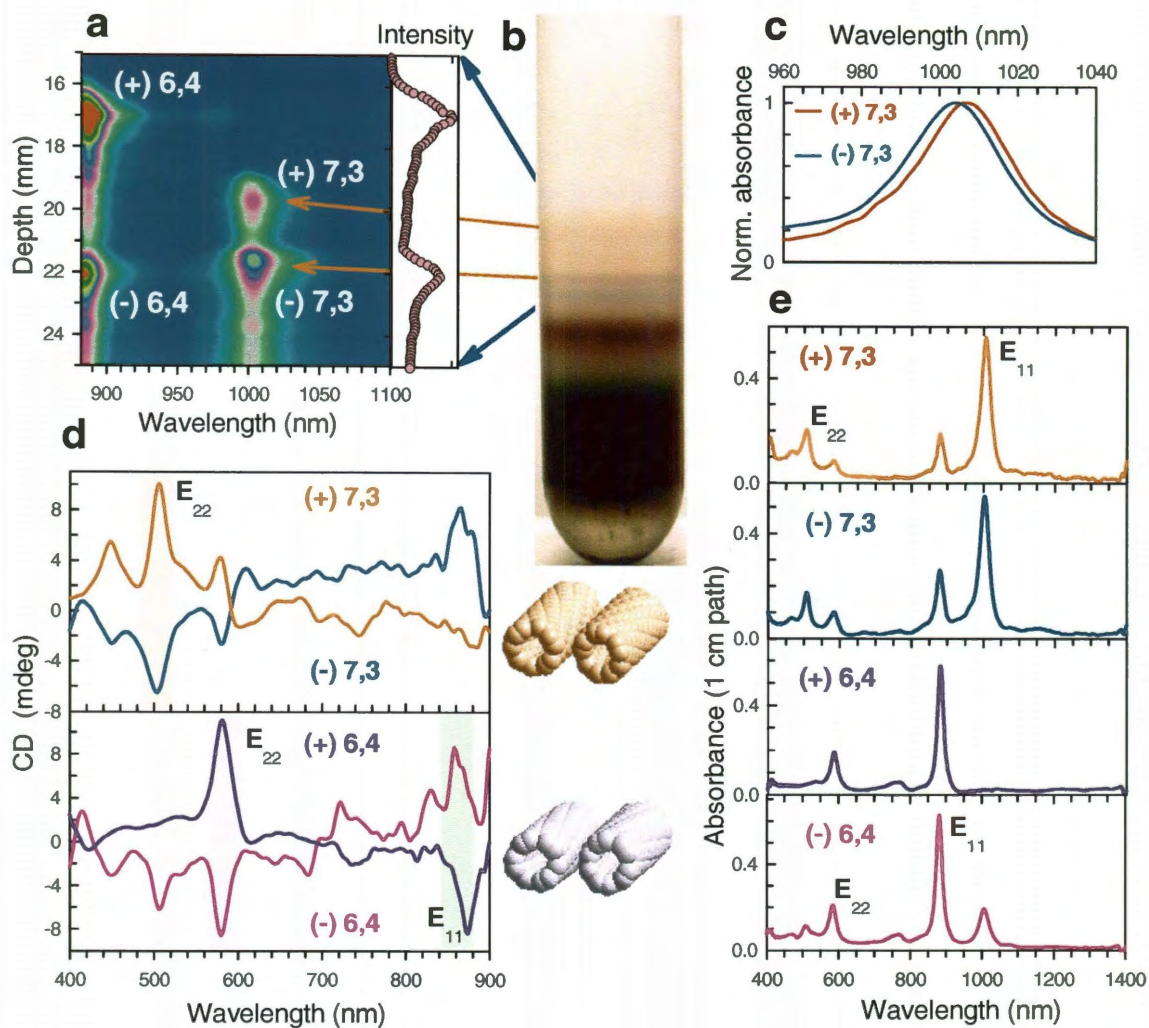 a
Intensity
b
c
Wavelength (nm)
960 980 1000 1020 1040
Norm. absorbance
1
0
(+) 7,3
(-) 7,3
Depth (mm)
16
18
20
22
24
(+) 6,4
(+) 7,3
(-) 6,4
(-) 7,3
900 950 1000 1050 1100
Wavelength (nm)
d
CD (mdeg)
8
4
0
-4
-8
E22
(+) 7,3
(-) 7,3
8
4
0
-4
-8
(+) 6,4
E22
(-) 6,4
E11
400 500 600 700 800 900
Wavelength (nm)
e
Absorbance (1 cm path)
(+) 7,3
E11
E22
0.4
0.0
(-) 7,3
0.4
0.0
(+) 6,4
0.4
0.0
(-) 6,4
E11
E22
0.4
0.0
400 600 800 1000 1200 1400
Wavelength (nm)